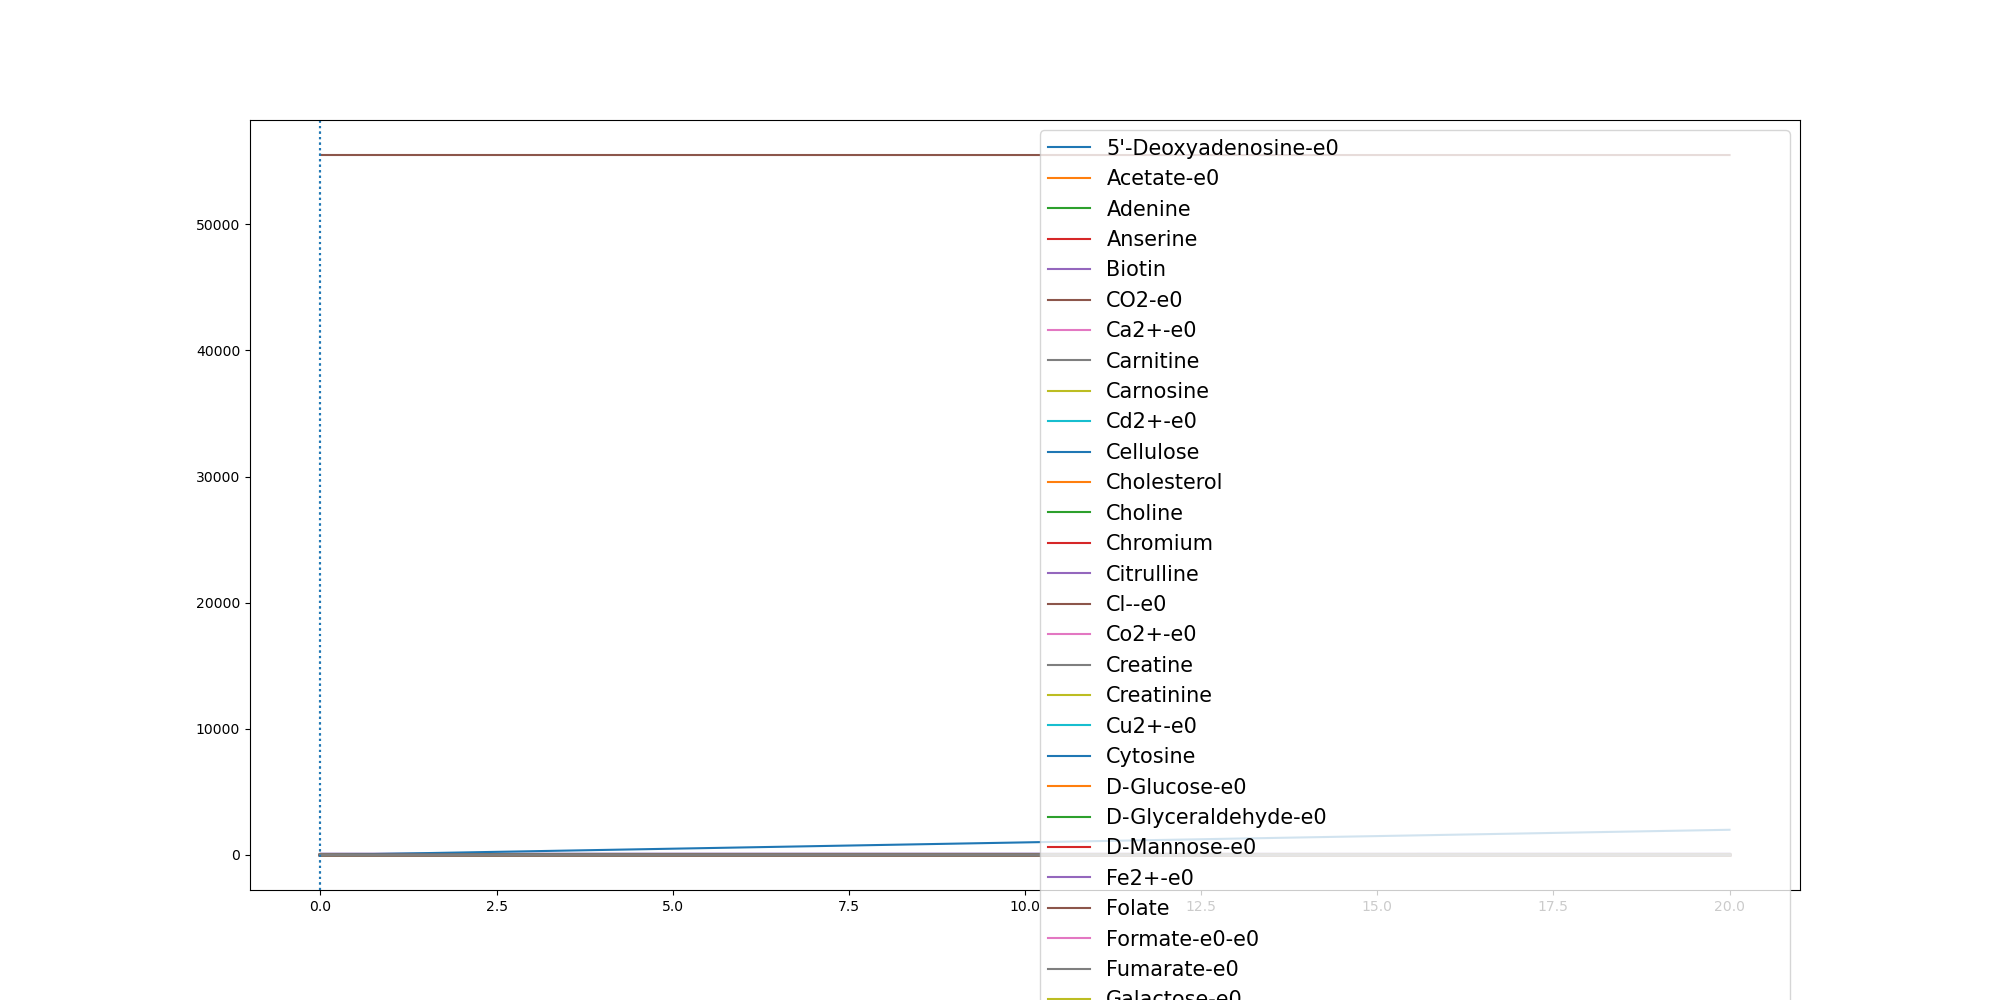 50000
40000
30000
20000
10000
0
0.0 2.5 5.0 7.5 10.0 12.5 15.0 17.5 20.0
5'-Deoxyadenosine-e0
Acetate-e0
Adenine
Anserine
Biotin
CO2-e0
Ca2+-e0
Carnitine
Carnosine
Cd2+-e0
Cellulose
Cholesterol
Choline
Chromium
Citrulline
Cl--e0
Co2+-e0
Creatine
Creatinine
Cu2+-e0
Cytosine
D-Glucose-e0
D-Glyceraldehyde-e0
D-Mannose-e0
Fe2+-e0
Folate
Formate-e0-e0
Fumarate-e0
Galactose-e0